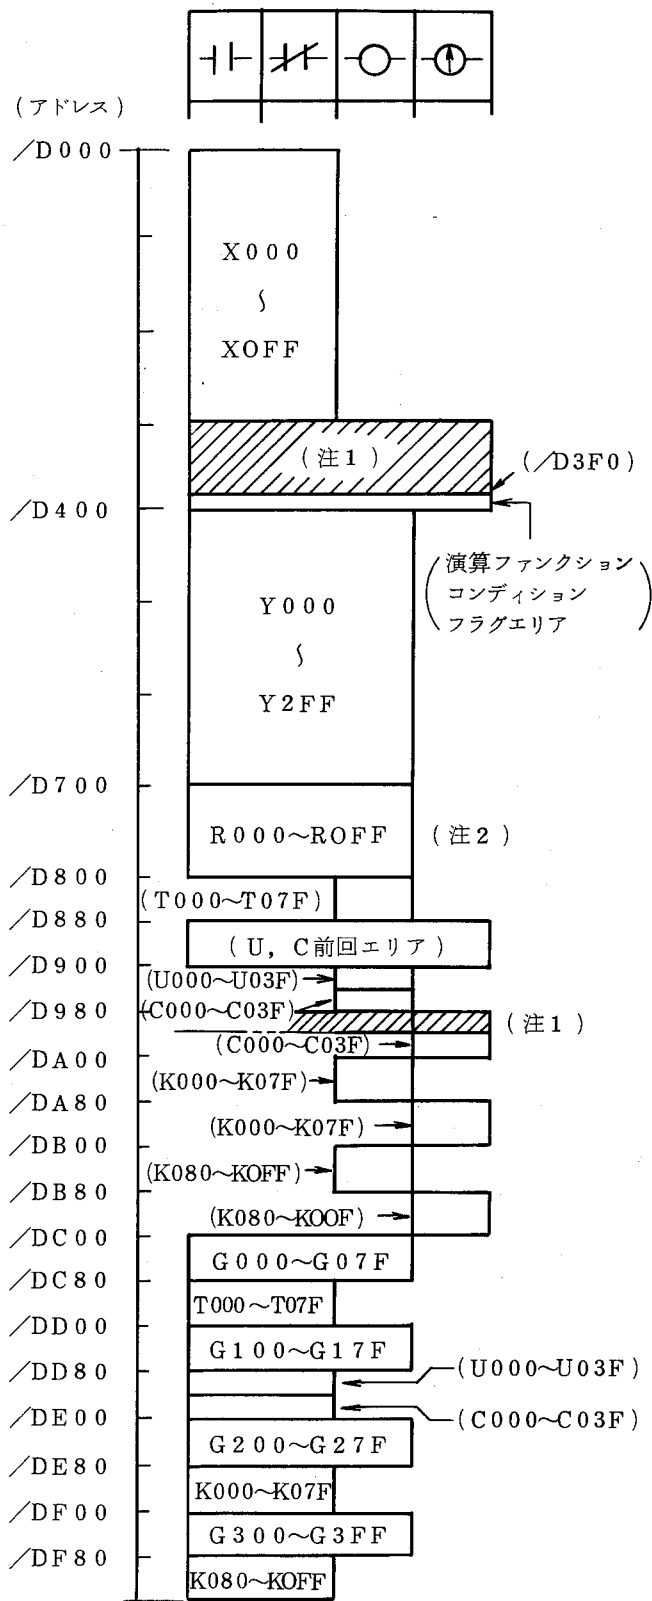 (アドレス)
/D000
X000
〜
XOFF
(注1)
(/D3F0)
/D400
演算ファンクション
コンディション
フラグエリア
Y000
〜
Y2FF
/D700
R000〜ROFF
(注2)
/D800
(T000〜T07F)
/D880
(U, C前回エリア)
/D900
(U000〜U03F)
/D980
(C000〜C03F)
(注1)
(C000〜C03F)
/DA00
(K000〜K07F)
/DA80
(K000〜K07F)
/DB00
(K080〜KOFF)
/DB80
(K080〜KOOF)
/DC00
G000〜G07F
/DC80
T000〜T07F
/DD00
G100〜G17F
/DD80
(U000〜U03F)
/DE00
(C000〜C03F)
G200〜G27F
/DE80
K000〜K07F
/DF00
G300〜G3FF
/DF80
K080〜KOFF